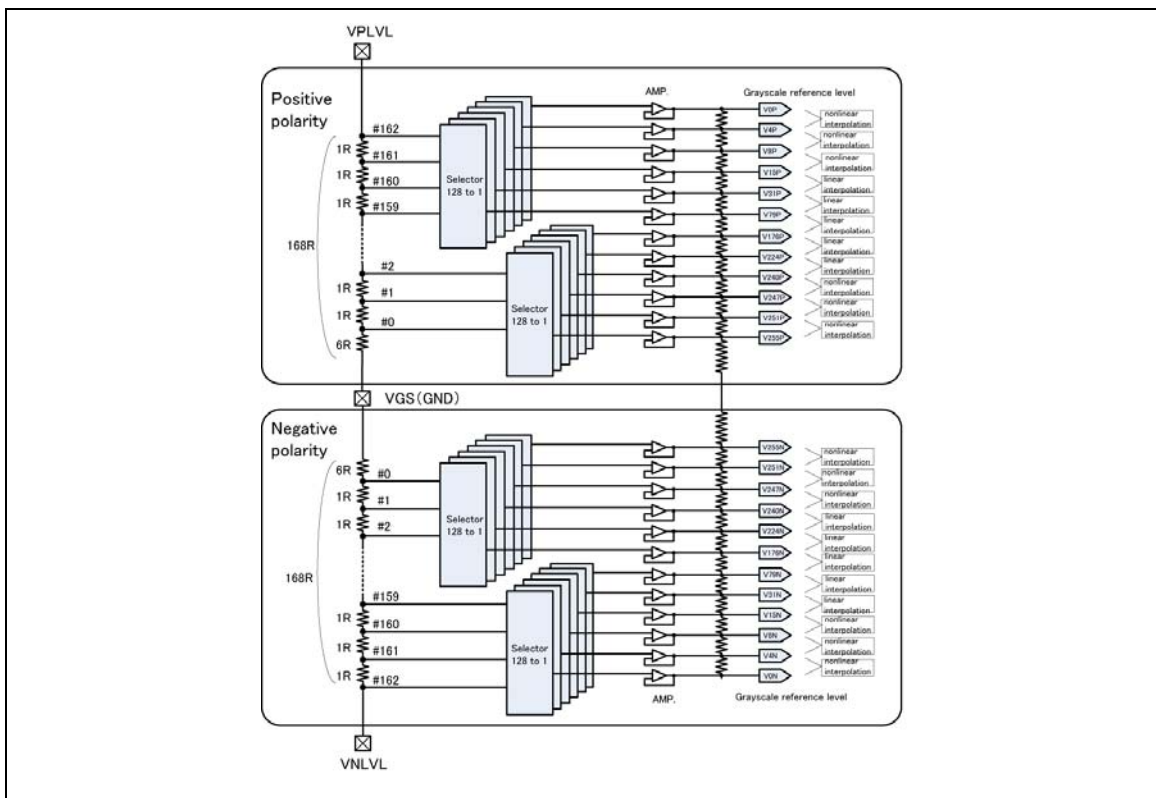 VPLVL
Positive
polarity
AMP.
Grayscale reference level
#162
1R
#161
1R
#160
1R
#159
168R
#2
1R
#1
1R
#0
6R
Selector
128 to 1
Selector
128 to 1
V0P
V4P
V8P
V15P
V31P
V79P
V176P
V224P
V240P
V247P
V251P
V255P
nonlinear
interpolation
nonlinear
interpolation
nonlinear
interpolation
linear
interpolation
linear
interpolation
linear
interpolation
linear
interpolation
linear
interpolation
nonlinear
interpolation
nonlinear
interpolation
nonlinear
interpolation
VGS(GND)
Negative
polarity
6R
#0
1R
#1
1R
#2
168R
#159
1R
#160
1R
#161
1R
#162
Selector
128 to 1
Selector
128 to 1
V255N
V251N
V247N
V240N
V224N
V176N
V79N
V31N
V15N
V8N
V4N
V0N
nonlinear
interpolation
nonlinear
interpolation
nonlinear
interpolation
linear
interpolation
linear
interpolation
linear
interpolation
linear
interpolation
linear
interpolation
nonlinear
interpolation
nonlinear
interpolation
nonlinear
interpolation
AMP.
Grayscale reference level
VNLVL